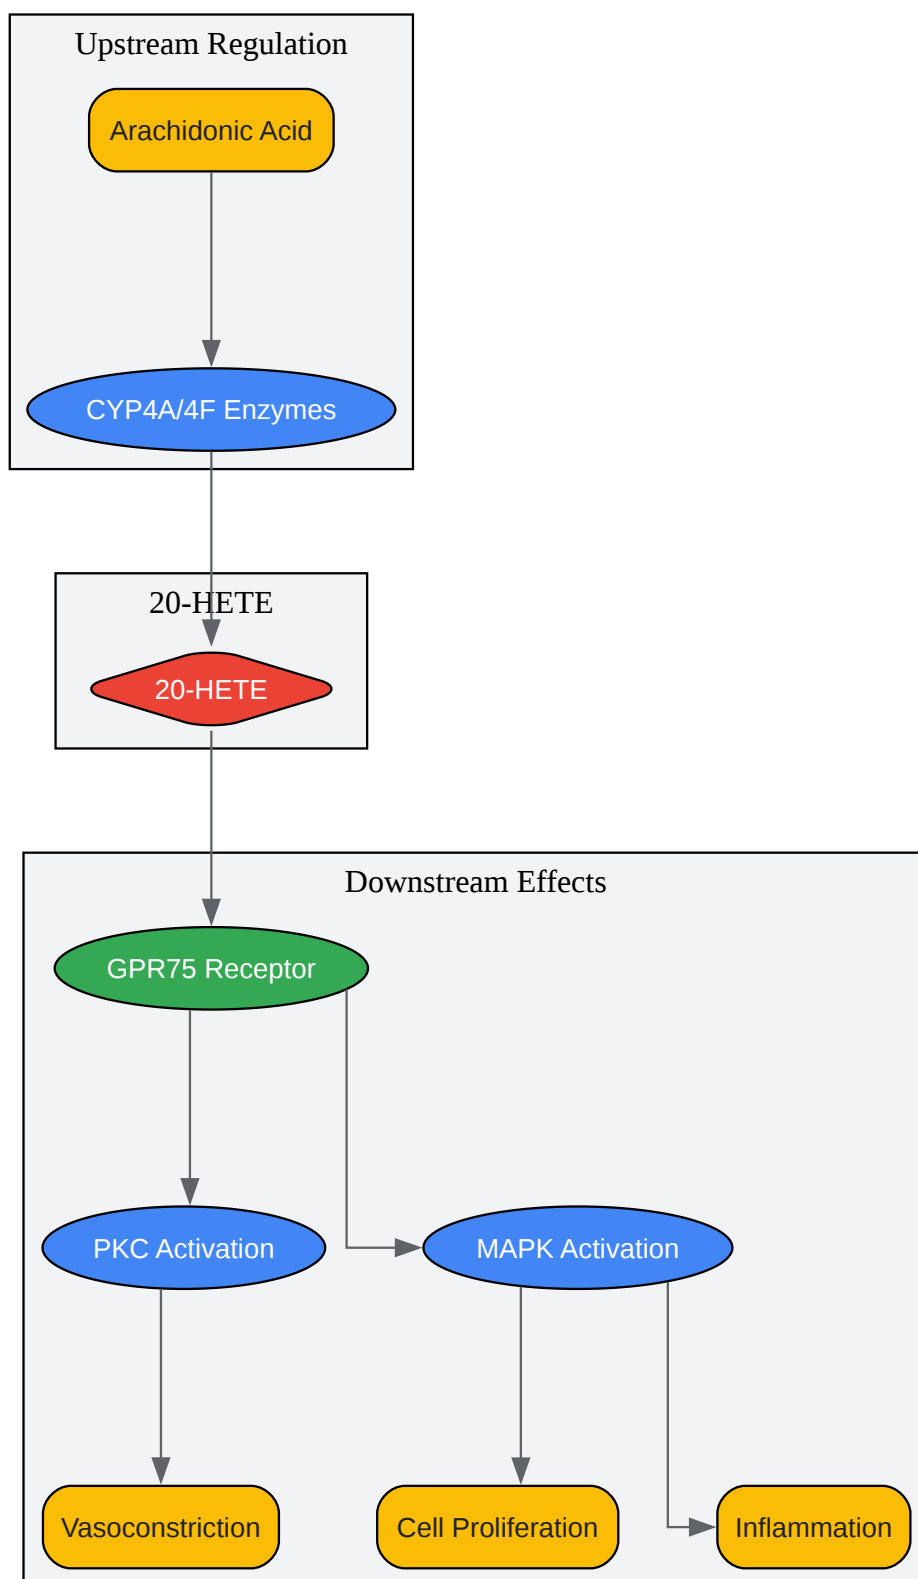 Upstream Regulation
Arachidonic Acid
CYP4A/4F Enzymes
20-HETE
20-HETE
Downstream Effects
GPR75 Receptor
PKC Activation
MAPK Activation
Vasoconstriction
Cell Proliferation
Inflammation